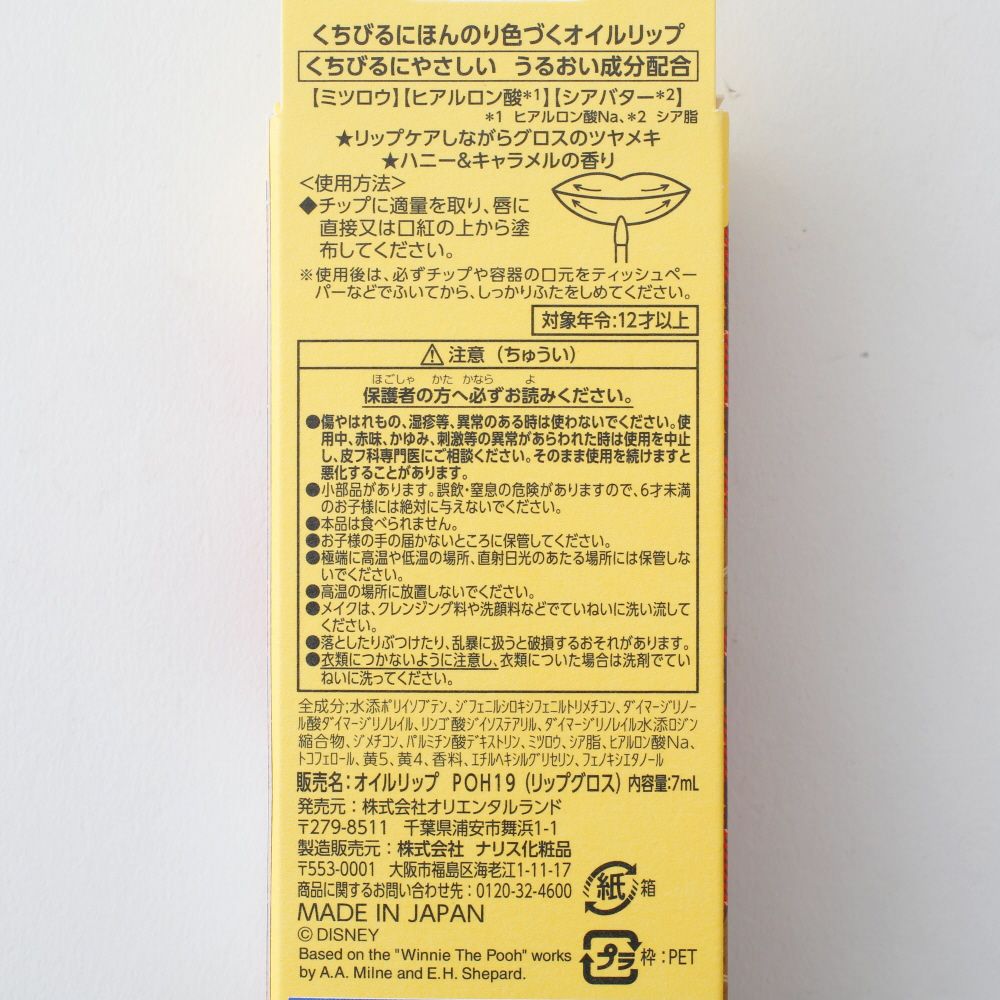 くちびるにほんのり色づくオイルリップ
くちびるにやさしい うるおい成分配合
【ミツロウ】【ヒアルロン酸*1】【シアバター*2】
*1 ヒアルロン酸Na、*2 シア脂
★リップケアしながらグロスのツヤメキ
★ハニー&キャラメルの香り
<使用方法>
◆チップに適量を取り、唇に
直接又は口紅の上から塗
布してください。
※使用後は、必ずチップや容器の口元をティッシュペー
パーなどでふいてから、しっかりふたをしめてください。
対象年令:12才以上
⚠注意(ちゅうい)
ほごしゃ かた かなら よ
保護者の方へ必ずお読みください。
●傷やはれもの、湿疹等、異常のある時は使わないでください。使
用中、赤味、かゆみ、刺激等の異常があらわれた時は使用を中止
し、皮フ科専門医にご相談ください。そのまま使用を続けますと
悪化することがあります。
●小部品があります。誤飲・窒息の危険がありますので、6才未満
のお子様には絶対に与えないでください。
●本品は食べられません。
●お子様の手の届かないところに保管してください。
●極端に高温や低温の場所、直射日光のあたる場所には保管しな
いでください。
●高温の場所に放置しないでください。
●メイクは、クレンジング料や洗顔料などでていねいに洗い流して
ください。
●落としたりぶつけたり、乱暴に扱うと破損するおそれがあります。
●衣類につかないように注意し、衣類についた場合は洗剤でてい
ねいに洗ってください。
全成分:水添ポリイソブテン、ジフェニルシロキシフェニルトリメチコン、ダイマージリノー
ル酸ダイマージリノレイル、リンゴ酸ジイソステアリル、ダイマージリノレイル水添ロジン
縮合物、ジメチコン、パルミチン酸デキストリン、ミツロウ、シア脂、ヒアルロン酸Na、
トコフェロール、黄5、黄4、香料、エチルヘキシルグリセリン、フェノキシエタノール
販売名:オイルリップ POH19(リップグロス) 内容量:7mL
発売元:株式会社オリエンタルランド
〒279-8511 千葉県浦安市舞浜1-1
製造販売元:株式会社 ナリス化粧品
〒553-0001 大阪市福島区海老江1-11-17
商品に関するお問い合わせ先:0120-32-4600
紙 箱
MADE IN JAPAN
© DISNEY
Based on the "Winnie The Pooh" works
by A.A. Milne and E.H. Shepard.
プラ 枠:PET